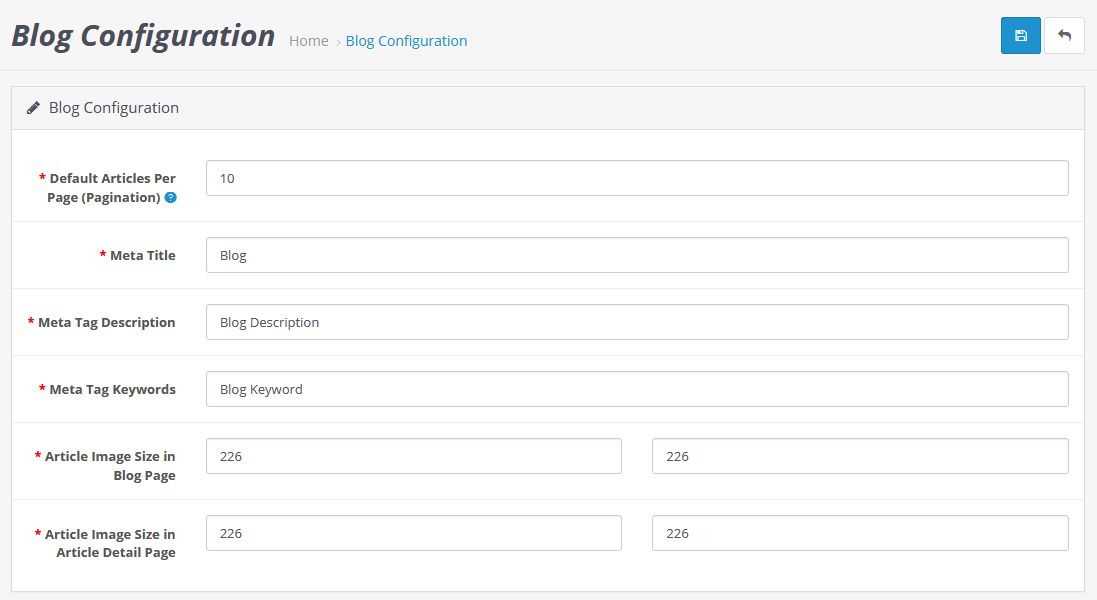 Blog Configuration Home › Blog Configuration
Blog Configuration
* Default Articles Per
Page (Pagination) ?
10
* Meta Title
Blog
* Meta Tag Description
Blog Description
* Meta Tag Keywords
Blog Keyword
* Article Image Size in
Blog Page
226 226
* Article Image Size in
Article Detail Page
226 226